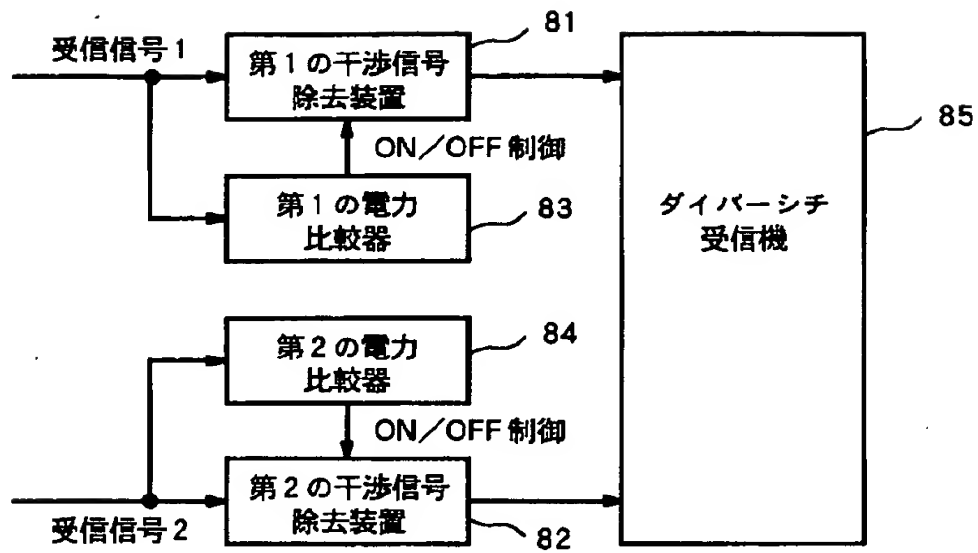 受信信号1
第1の干渉信号
除去装置
81
ON/OFF 制御
第1の電力
比較器
83
ダイバーシチ
受信機
85
第2の電力
比較器
84
ON/OFF 制御
第2の干渉信号
除去装置
82
受信信号2